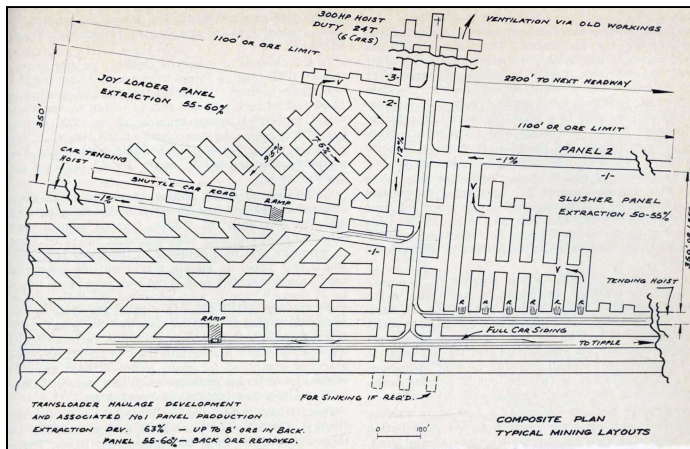 300HP HOIST
DUTY 24T
(6 CARS)
VENTILATION VIA OLD WORKINGS
1100' OR ORE LIMIT
-3-
2200' TO NEXT HEADWAY
JOY LOADER PANEL
EXTRACTION 55-60%
V
-2-
350'
1100' OR ORE LIMIT
9.5%
7.6%
-12%
PANEL 2
-1%
-1-
CAR TENDING
HOIST
SHUTTLE CAR ROAD
SLUSHER PANEL
EXTRACTION 50-55%
V
-1%
RAMP
-1-
V
TENDING HOIST
R R R R R R
RAMP
FULL CAR SIDING
TO TIPPLE
FOR SINKING IF REQ'D.
TRANSLOADER HAULAGE DEVELOPMENT
AND ASSOCIATED No1 PANEL PRODUCTION
EXTRACTION DEV. 63% — UP TO 8' ORE IN BACK.
PANEL 55-60% — BACK ORE REMOVED.
0 100'
COMPOSITE PLAN
TYPICAL MINING LAYOUTS